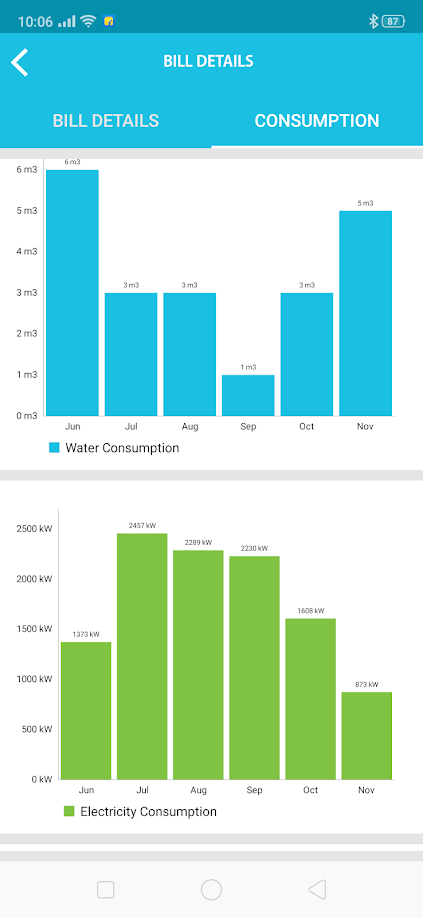 10:06 87
BILL DETAILS
BILL DETAILS CONSUMPTION
6 m3
6 m3
5 m3
5 m3
4 m3
3 m3 3 m3 3 m3 3 m3
2 m3
1 m3
1 m3
0 m3
Jun Jul Aug Sep Oct Nov
Water Consumption
2457 kW
2500 kW
2289 kW
2230 kW
2000 kW
1608 kW
1500 kW
1373 kW
1000 kW
873 kW
500 kW
0 kW
Jun Jul Aug Sep Oct Nov
Electricity Consumption